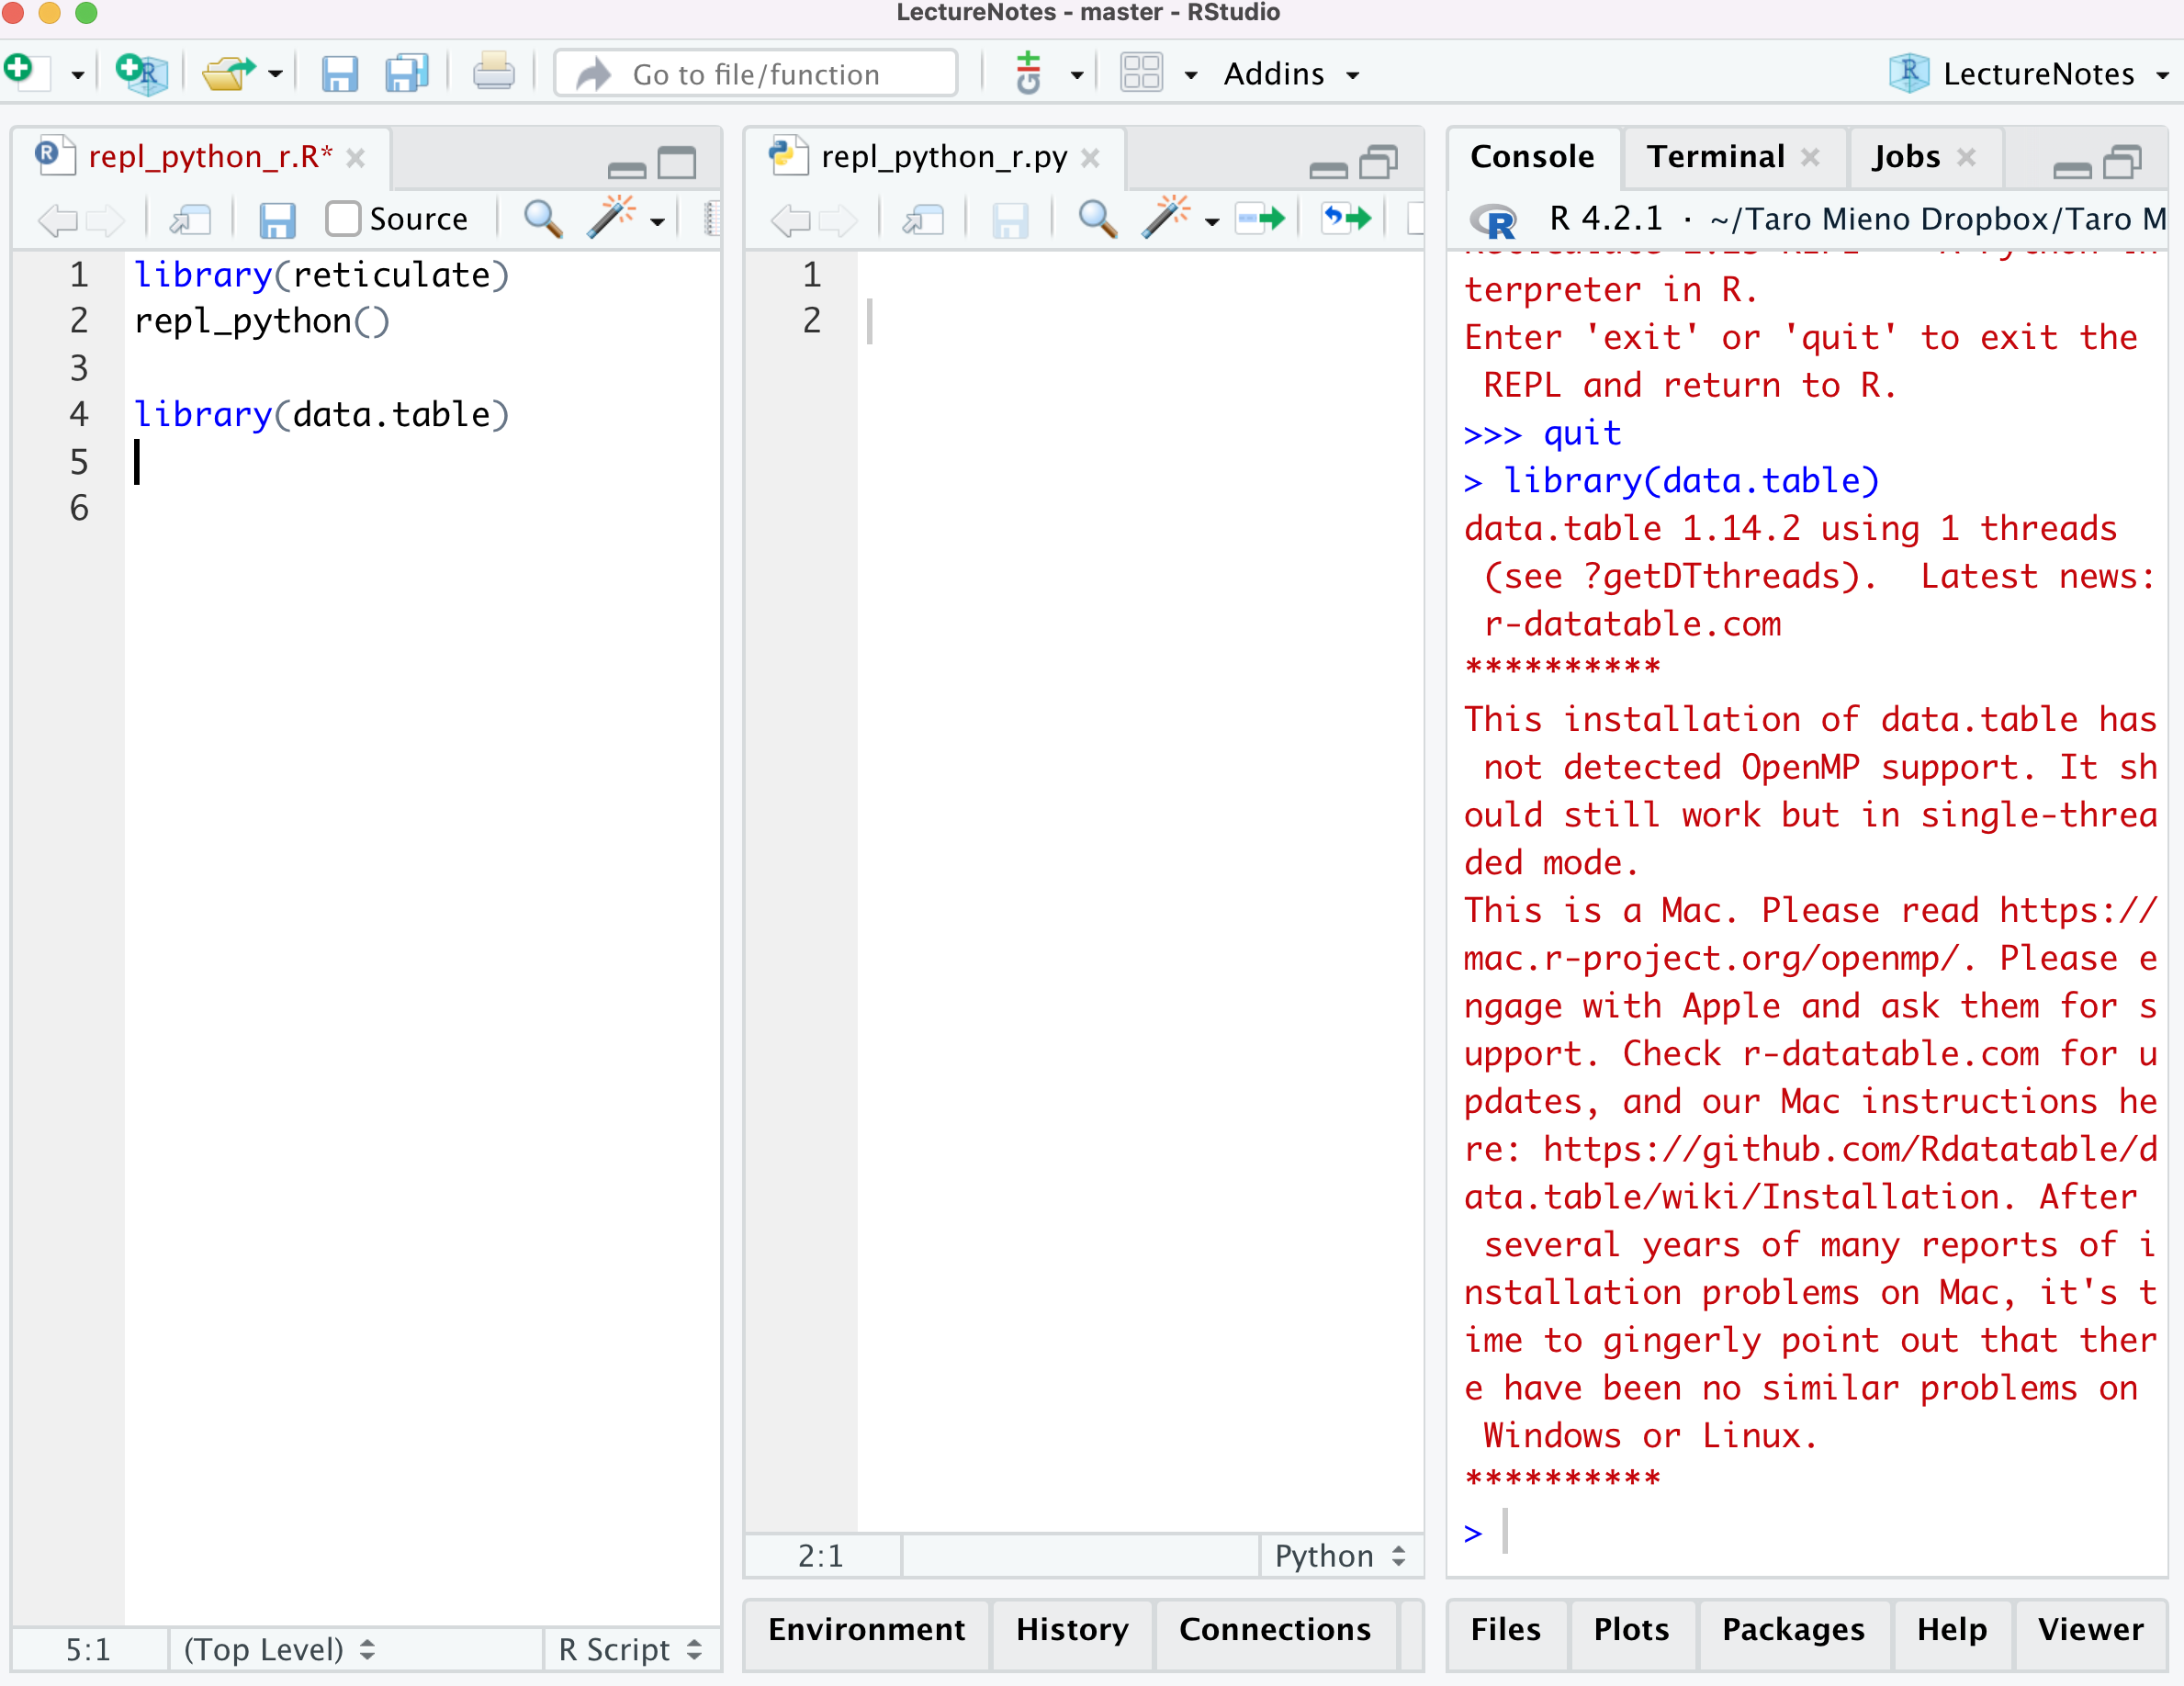 LectureNotes - master - RStudio
Go to file/function
Addins
LectureNotes
repl_python_r.R*
Source
1 library(reticulate)
2 repl_python()
3
4 library(data.table)
5
6
5:1 (Top Level) R Script
repl_python_r.py
1
2
2:1 Python
Environment History Connections
Console Terminal Jobs
R 4.2.1 · ~/Taro Mieno Dropbox/Taro M
terpreter in R.
Enter 'exit' or 'quit' to exit the
REPL and return to R.
>>> quit
> library(data.table)
data.table 1.14.2 using 1 threads
(see ?getDTthreads).  Latest news:
r-datatable.com
**********
This installation of data.table has
not detected OpenMP support. It sh
ould still work but in single-threa
ded mode.
This is a Mac. Please read https://
mac.r-project.org/openmp/. Please e
ngage with Apple and ask them for s
upport. Check r-datatable.com for u
pdates, and our Mac instructions he
re: https://github.com/Rdatatable/d
ata.table/wiki/Installation. After
several years of many reports of i
nstallation problems on Mac, it's t
ime to gingerly point out that ther
e have been no similar problems on
Windows or Linux.
**********
>
Files Plots Packages Help Viewer